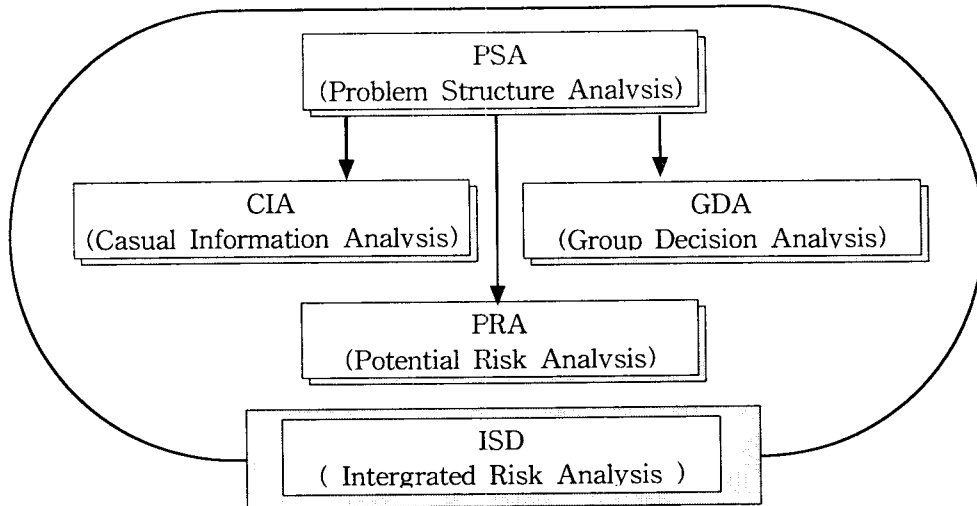 PSA
(Problem Structure Analysis)
CIA
(Casual Information Analysis)
GDA
(Group Decision Analysis)
PRA
(Potential Risk Analysis)
ISD
( Intergrated Risk Analysis )